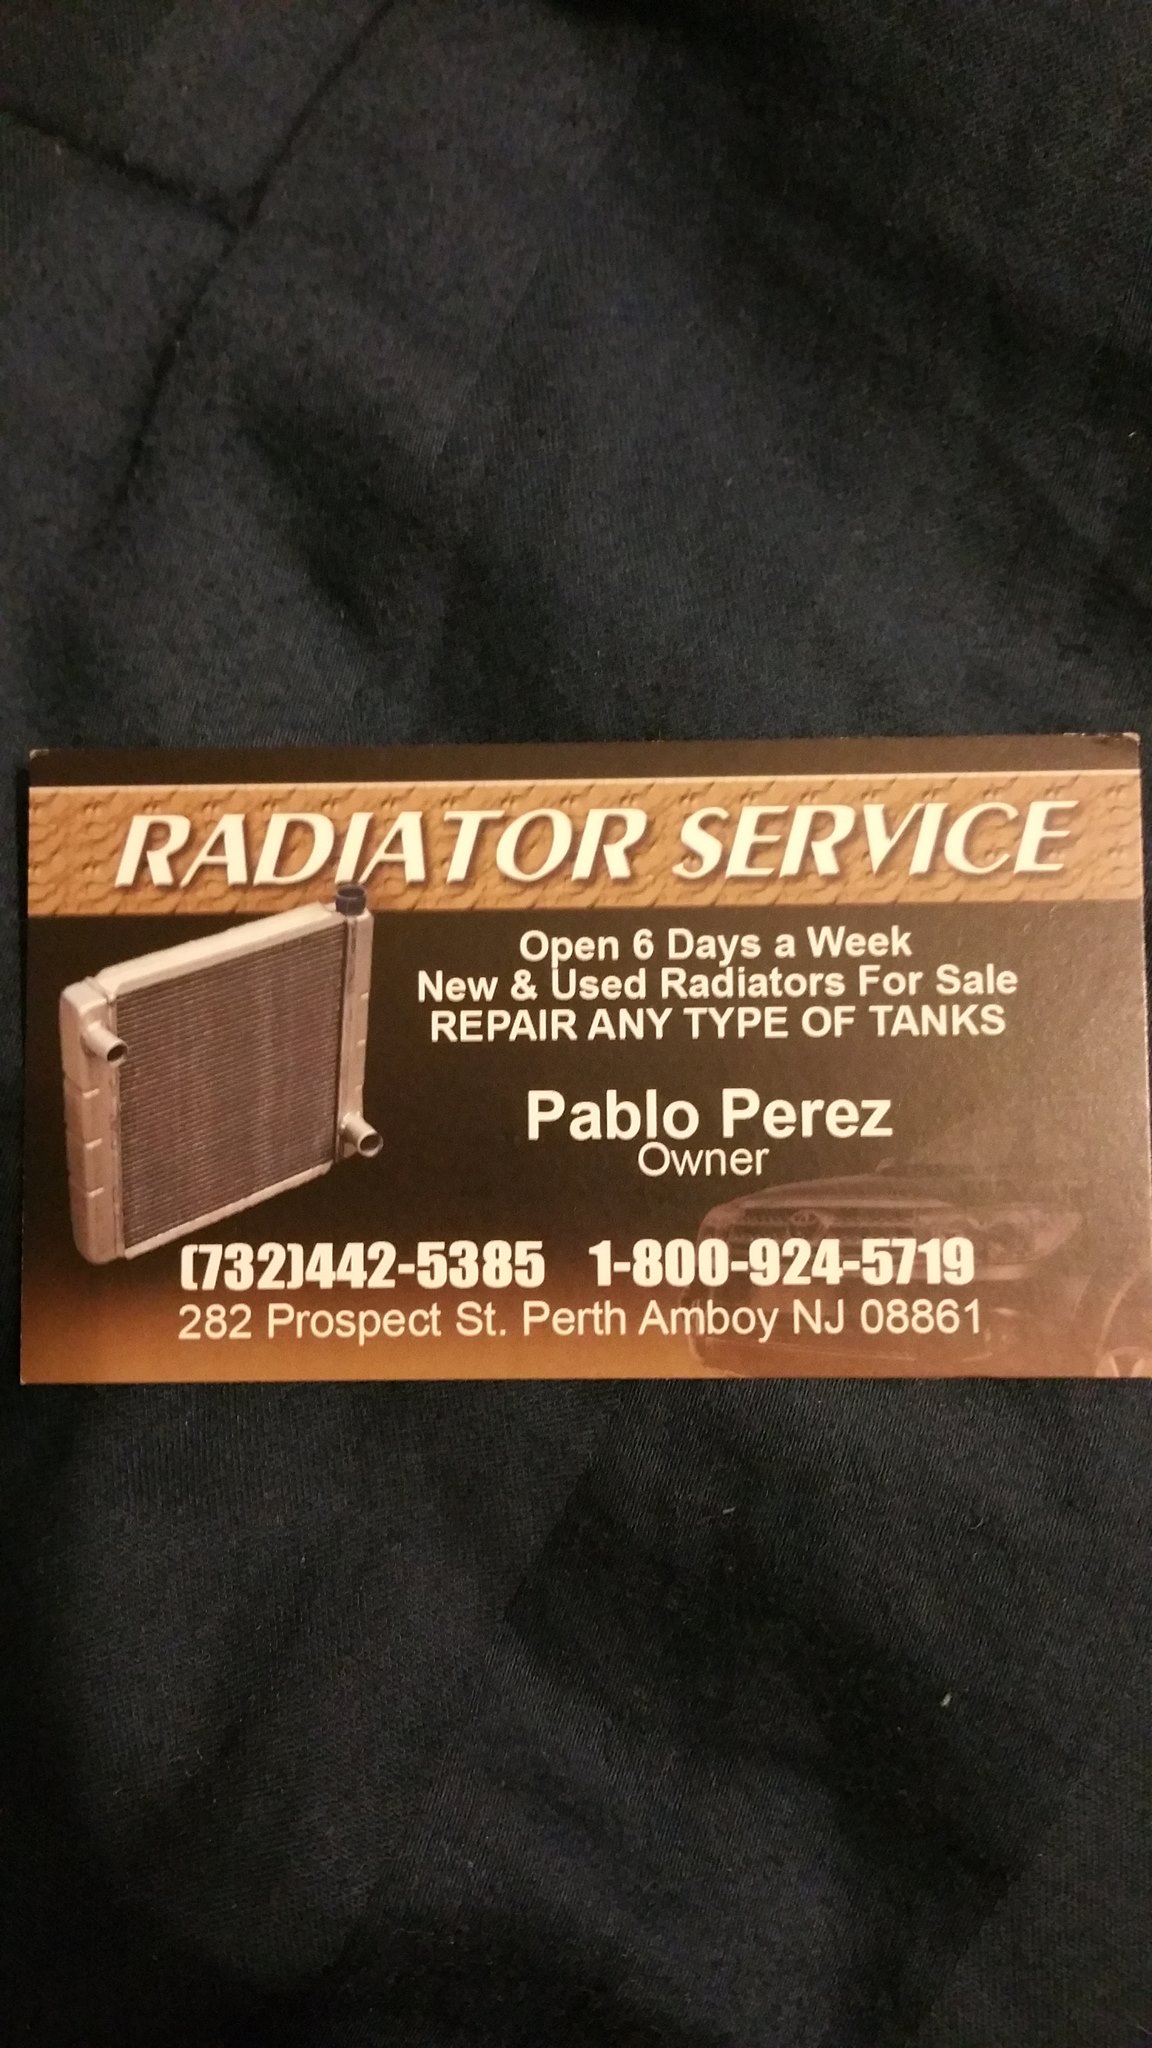 RADIATOR SERVICE
Open 6 Days a Week
New & Used Radiators For Sale
REPAIR ANY TYPE OF TANKS
Pablo Perez
Owner
(732)442-5385 1-800-924-5719
282 Prospect St. Perth Amboy NJ 08861